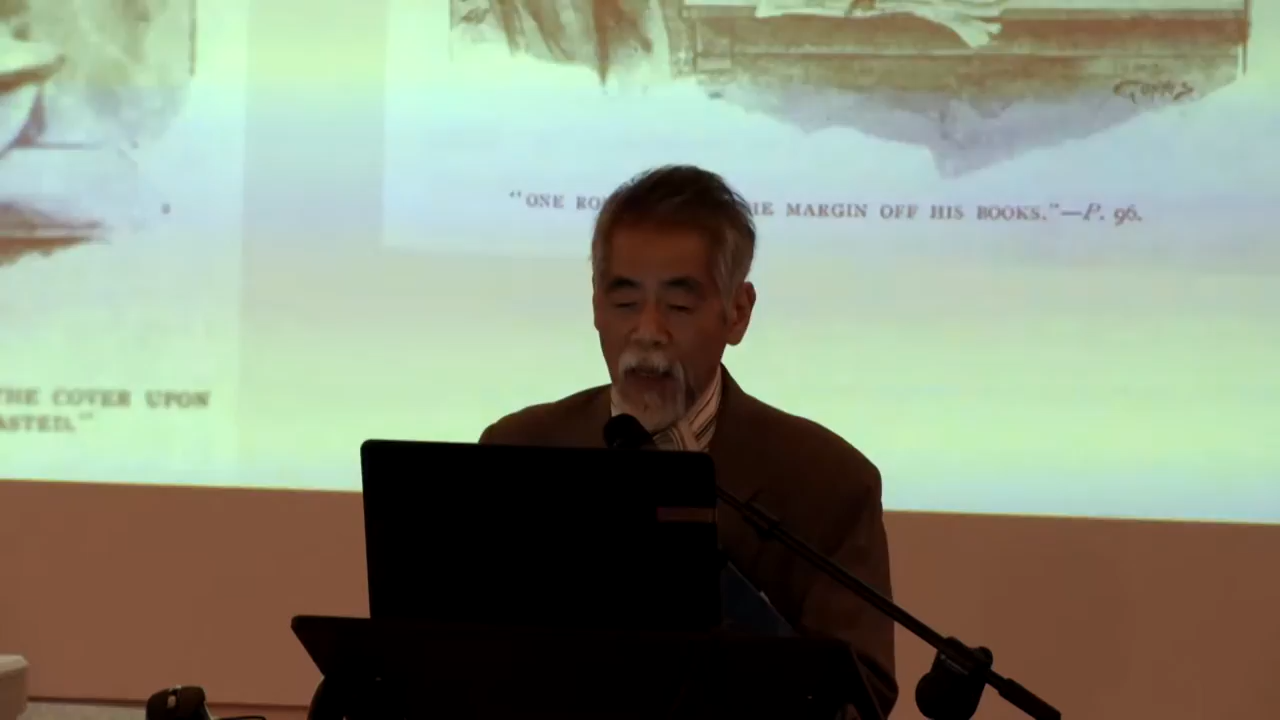 "ONE RO
MARGIN OFF HIS BOOKS."—P. 96.
THE COVER UPON
ASTED."